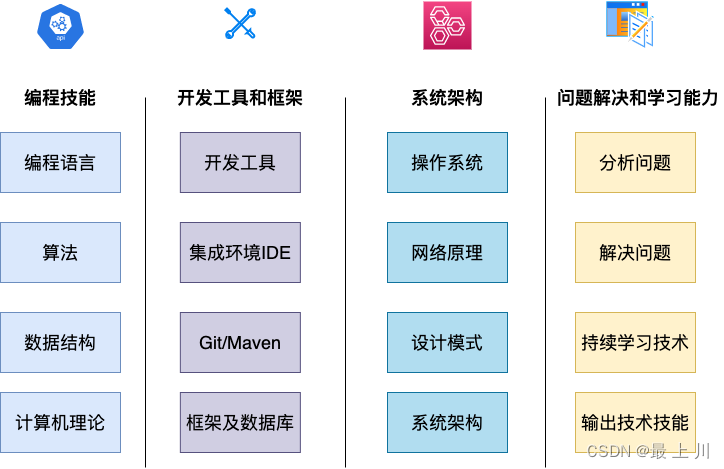 api
编程技能
开发工具和框架
系统架构
问题解决和学习能力
编程语言
开发工具
操作系统
分析问题
算法
集成环境IDE
网络原理
解决问题
数据结构
Git/Maven
设计模式
持续学习技术
计算机理论
框架及数据库
系统架构
输出技术技能
CSDN @最 上 川